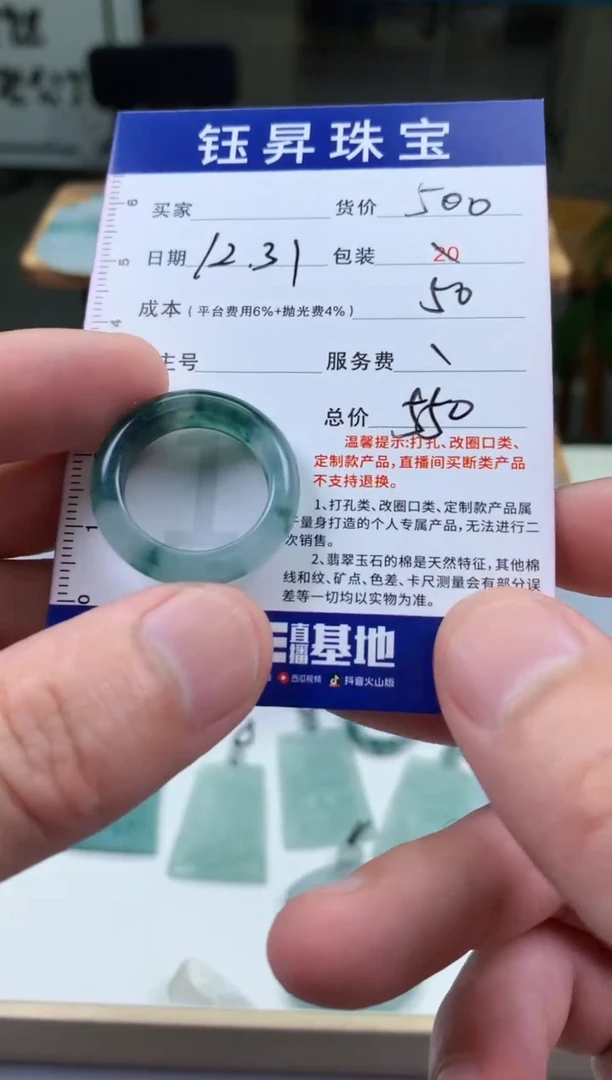 钰昇珠宝
买家 货价 500
日期 12.31 包装 20
成本(平台费用6%+抛光费4%) 50
主号 服务费 \
总价 550
温馨提示:打孔、改圈口类、
定制款产品,直播间买断类产品
不支持退换。
1、打孔类、改圈口类、定制款产品属
于量身打造的个人专属产品,无法进行二
次销售。
2、翡翠玉石的棉是天然特征,其他棉
线和纹、矿点、色差、卡尺测量会有部分误
差等一切均以实物为准。
直播基地
西瓜视频 抖音火山版
6
5
4
1
0